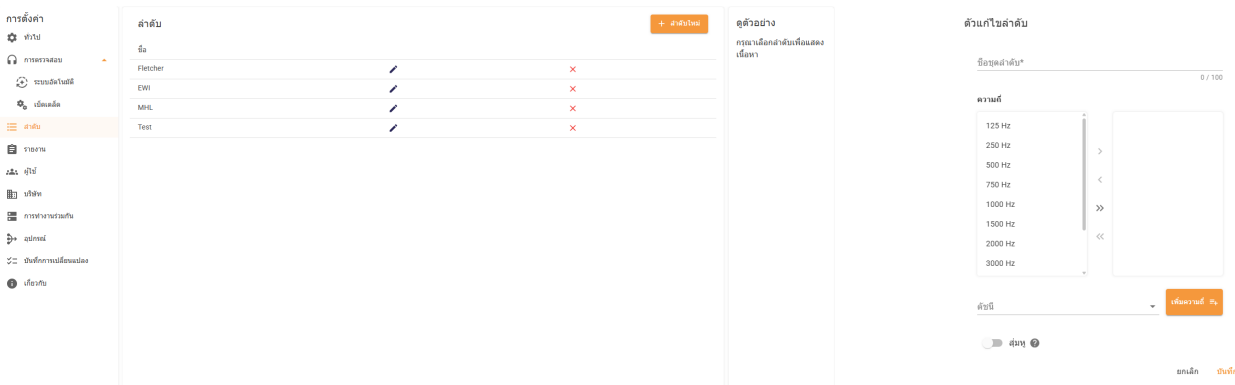 การตั้งค่า
ทั่วไป
การตรวจสอบ
ระบบอัตโนมัติ
เบ็ดเตล็ด
ลำดับ
รายงาน
ผู้ใช้
บริษัท
การทำงานร่วมกัน
อุปกรณ์
บันทึกการเปลี่ยนแปลง
เกี่ยวกับ
ลำดับ
+ ลำดับใหม่
ชื่อ
Fletcher
EWI
MHL
Test
ดูตัวอย่าง
กรุณาเลือกลำดับเพื่อแสดง
เนื้อหา
ตัวแก้ไขลำดับ
ชื่อชุดลำดับ*
0 / 100
ความถี่
125 Hz
250 Hz
500 Hz
750 Hz
1000 Hz
1500 Hz
2000 Hz
3000 Hz
ดัชนี
เพิ่มความถี่
สุ่มหู
ยกเลิก บันทึก